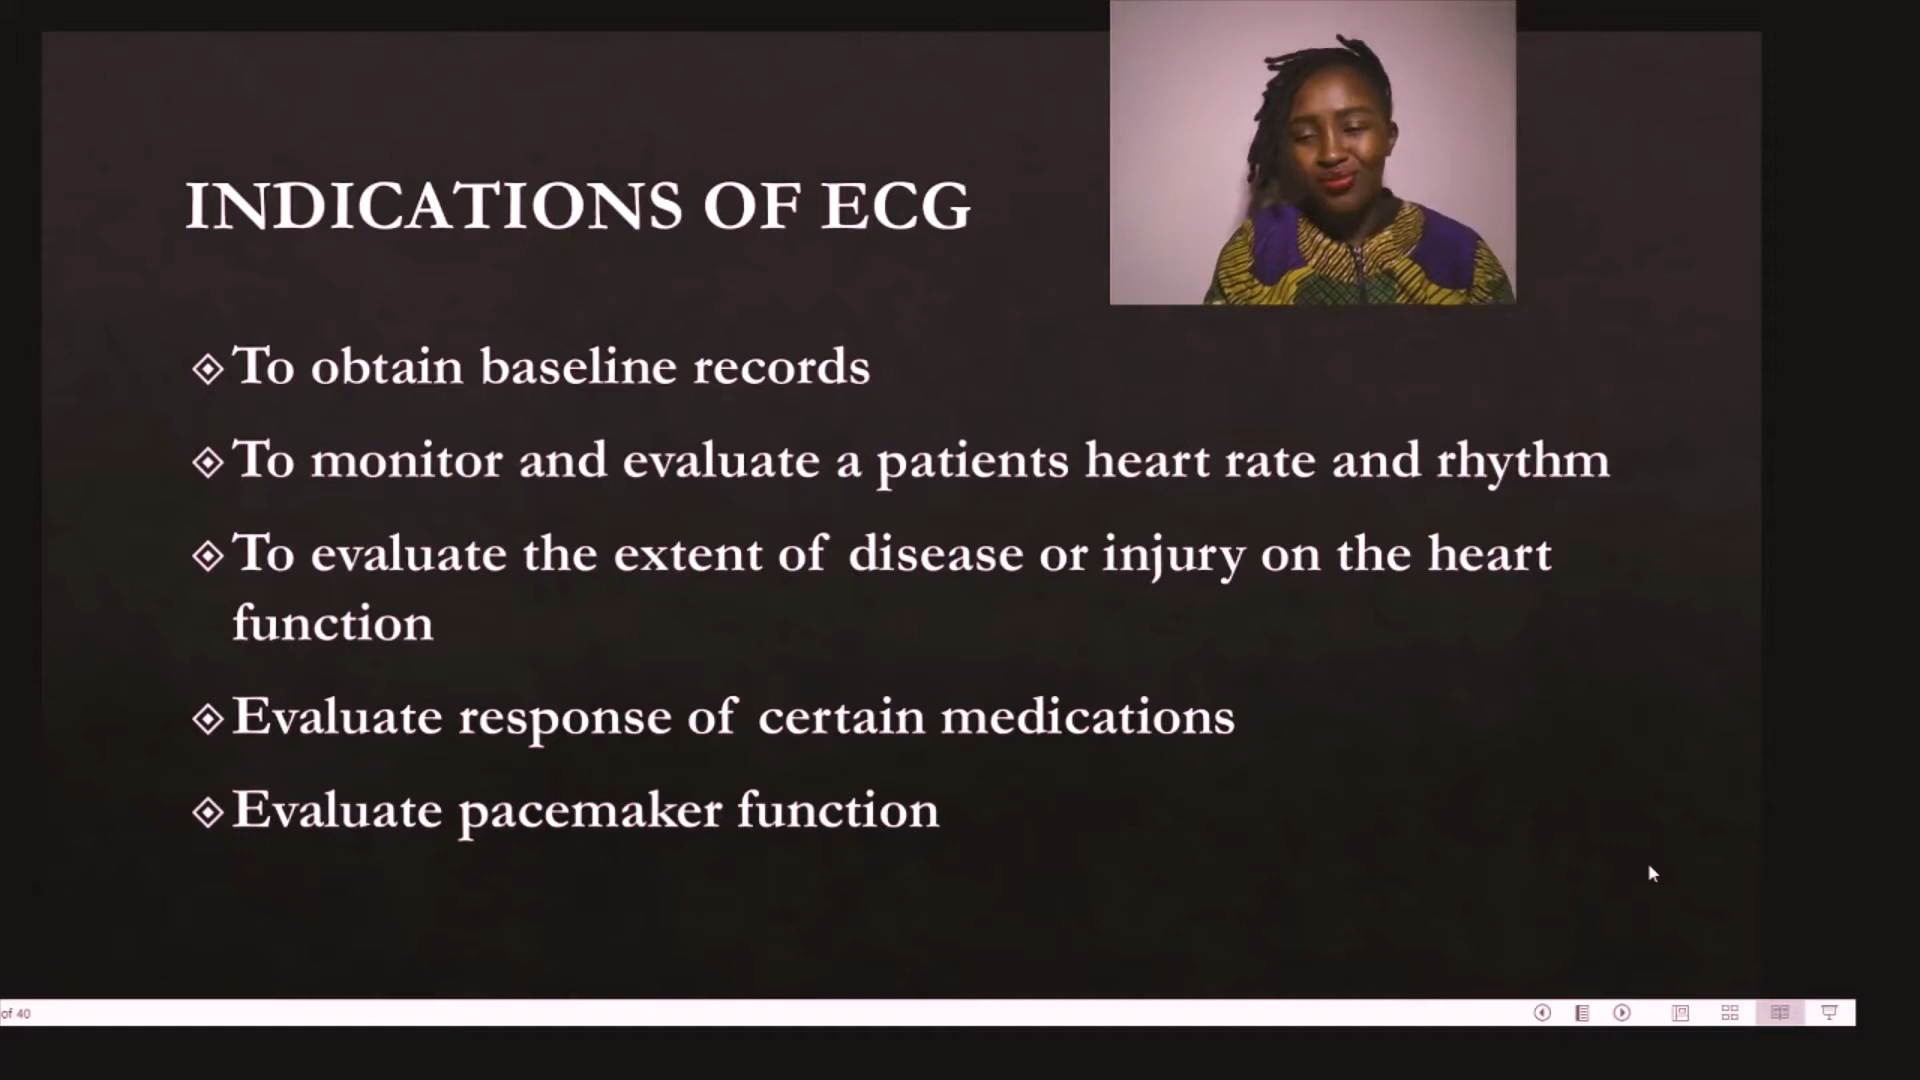 INDICATIONS OF ECG
To obtain baseline records
To monitor and evaluate a patients heart rate and rhythm
To evaluate the extent of disease or injury on the heart
function
Evaluate response of certain medications
Evaluate pacemaker function
of 40